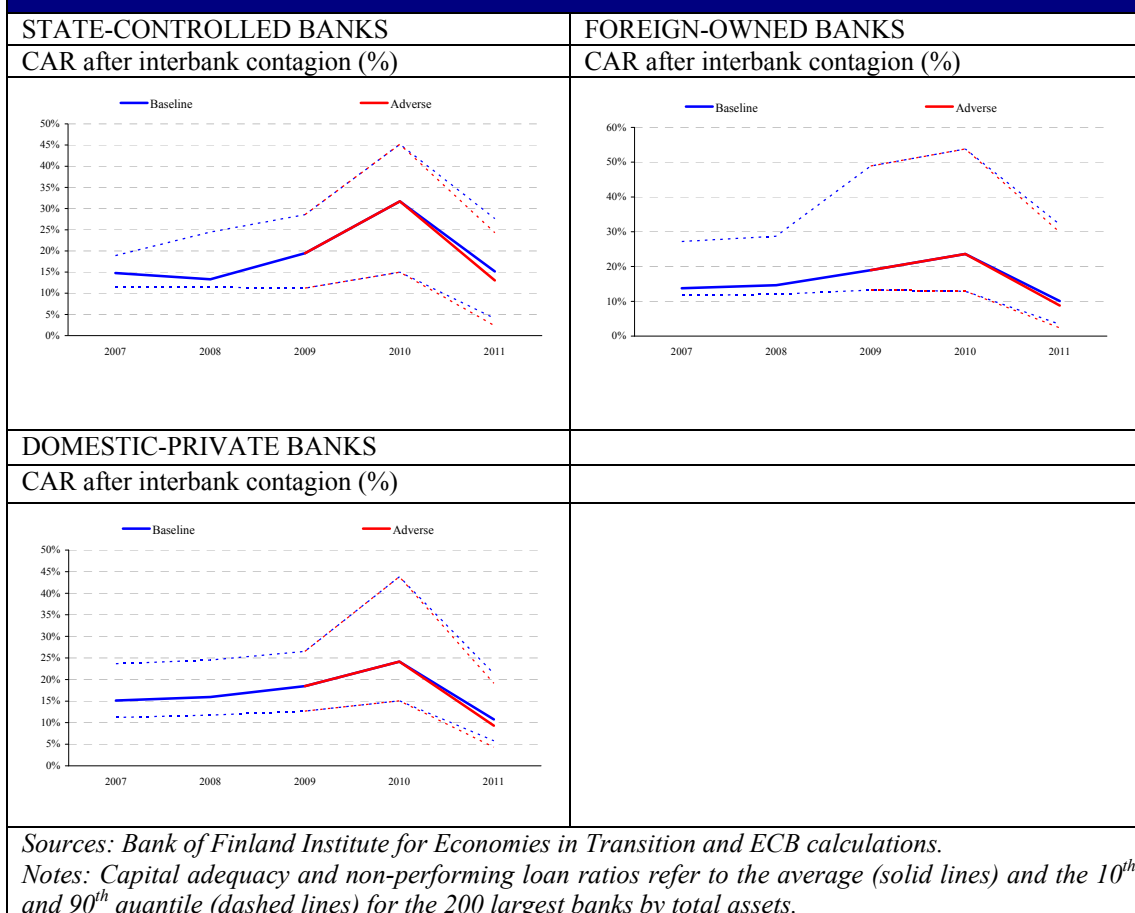 STATE-CONTROLLED BANKS
FOREIGN-OWNED BANKS
CAR after interbank contagion (%)
CAR after interbank contagion (%)
Baseline
Adverse
50%
45%
40%
35%
30%
25%
20%
15%
10%
5%
0%
2007
2008
2009
2010
2011
Baseline
Adverse
60%
50%
40%
30%
20%
10%
0%
2007
2008
2009
2010
2011
DOMESTIC-PRIVATE BANKS
CAR after interbank contagion (%)
Baseline
Adverse
50%
45%
40%
35%
30%
25%
20%
15%
10%
5%
0%
2007
2008
2009
2010
2011
Sources: Bank of Finland Institute for Economies in Transition and ECB calculations.
Notes: Capital adequacy and non-performing loan ratios refer to the average (solid lines) and the 10th
and 90th quantile (dashed lines) for the 200 largest banks by total assets.